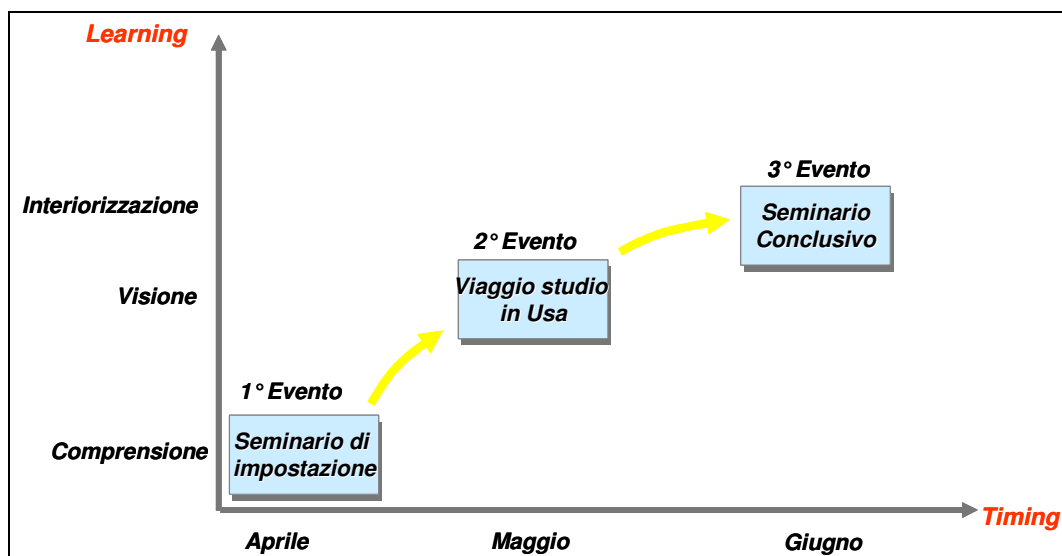 Learning
3° Evento
Interiorizzazione
Seminario
Conclusivo
2° Evento
Visione
Viaggio studio
in Usa
1° Evento
Comprensione
Seminario di
impostazione
Timing
Aprile
Maggio
Giugno